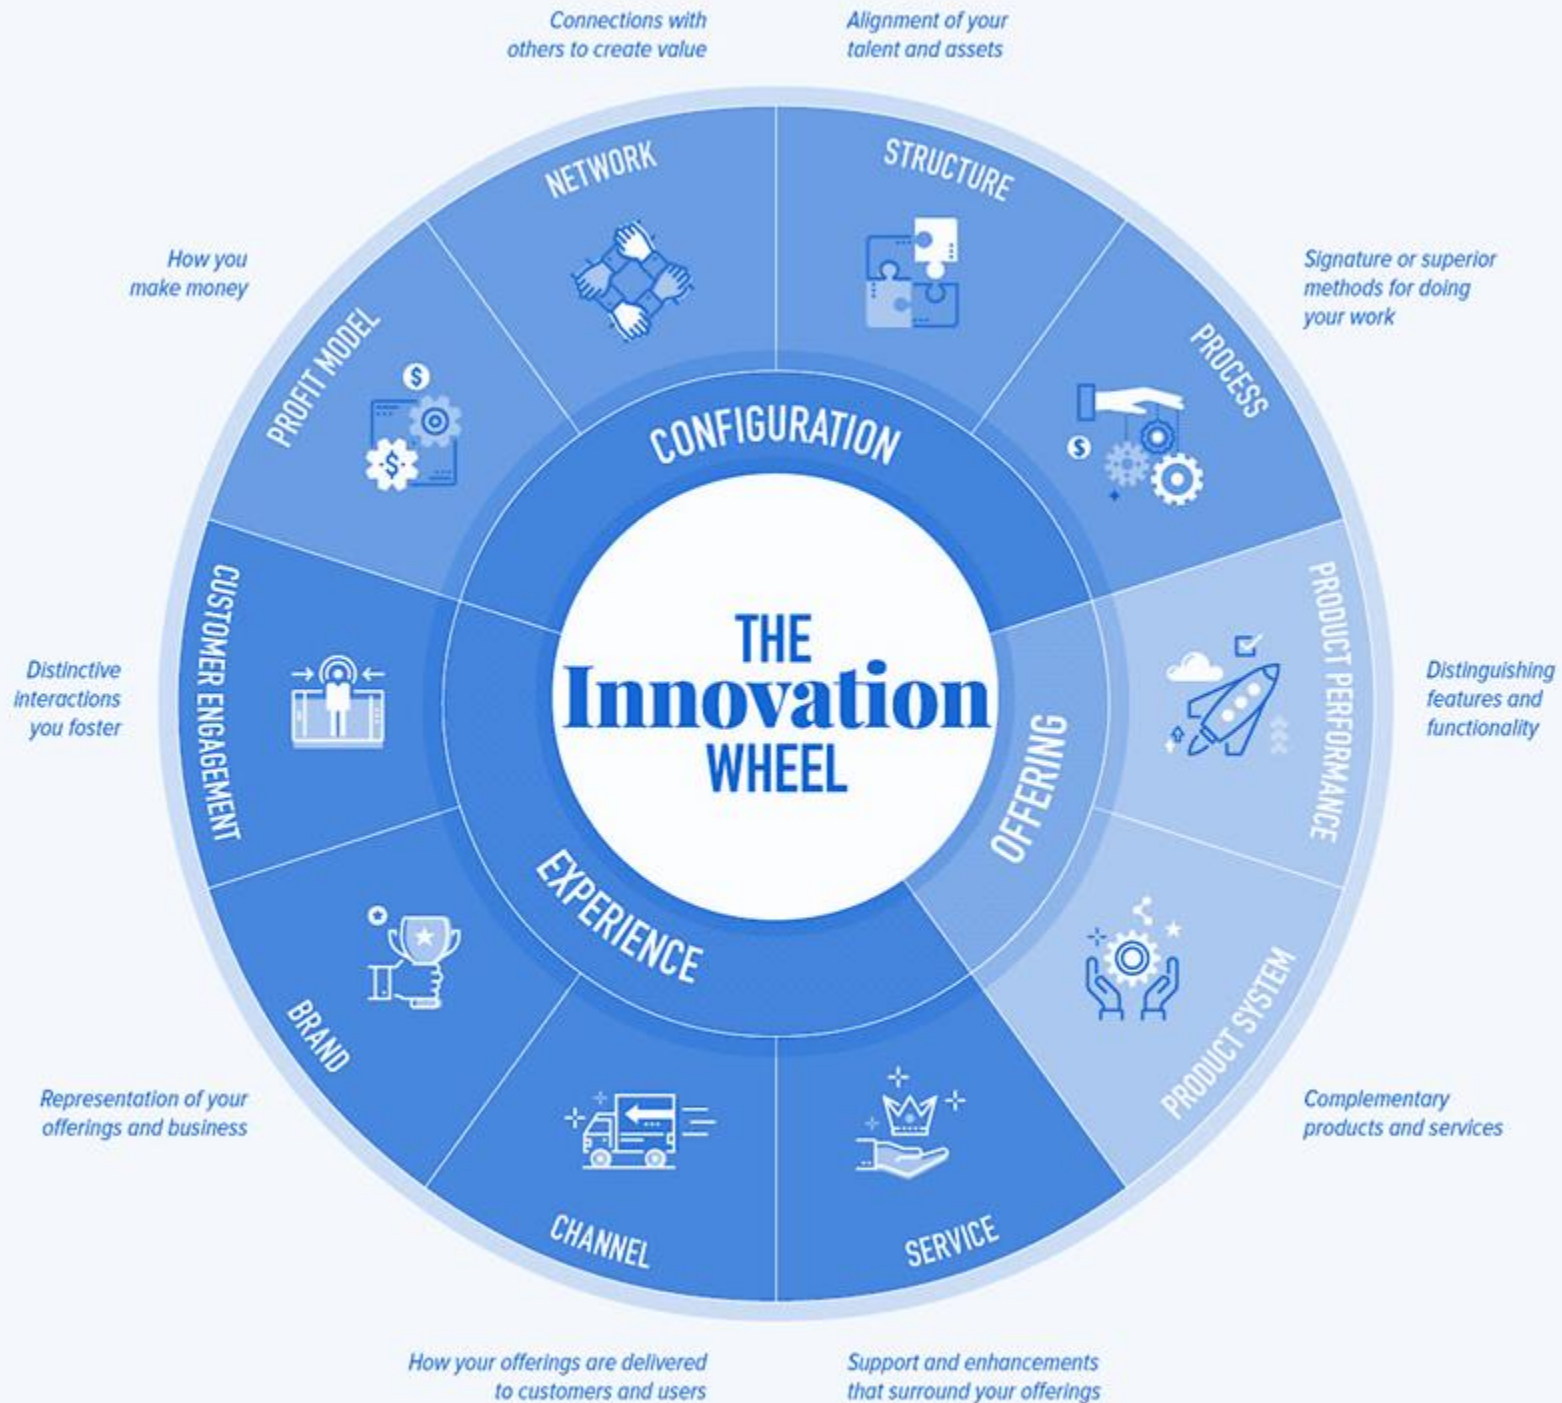 Connections with
others to create value
Alignment of your
talent and assets
NETWORK
STRUCTURE
How you
make money
PROFIT MODEL
$
$
Signature or superior
methods for doing
your work
PROCESS
$
CONFIGURATION
THE
Innovation
WHEEL
OFFERING
EXPERIENCE
Distinctive
interactions
you foster
CUSTOMER ENGAGEMENT
PRODUCT PERFORMANCE
Distinguishing
features and
functionality
BRAND
Representation of your
offerings and business
PRODUCT SYSTEM
Complementary
products and services
CHANNEL
SERVICE
How your offerings are delivered
to customers and users
Support and enhancements
that surround your offerings